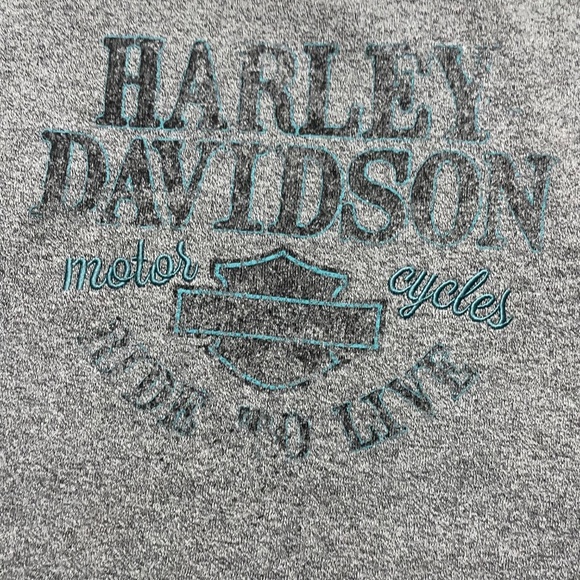 HARLEY
DAVIDSON
motor cycles
RIDE TO LIVE